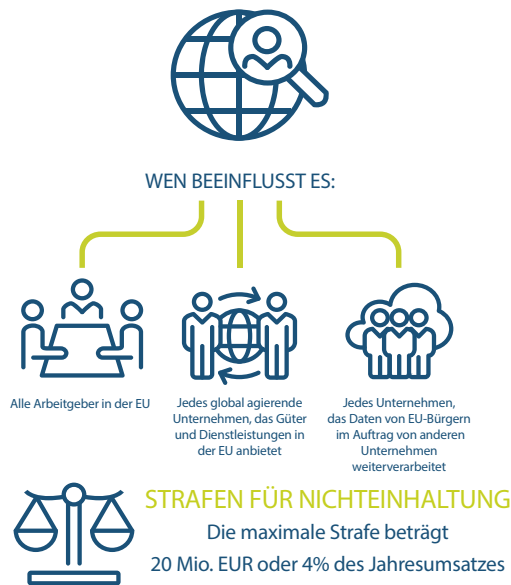 WEN BEEINFLUSST ES:
Alle Arbeitgeber in der EU
Jedes global agierende
Unternehmen, das Güter
und Dienstleistungen in
der EU anbietet
Jedes Unternehmen,
das Daten von EU-Bürgern
im Auftrag von anderen
Unternehmen
weiterverarbeitet
STRAFEN FÜR NICHTEINHALTUNG
Die maximale Strafe beträgt
20 Mio. EUR oder 4% des Jahresumsatzes